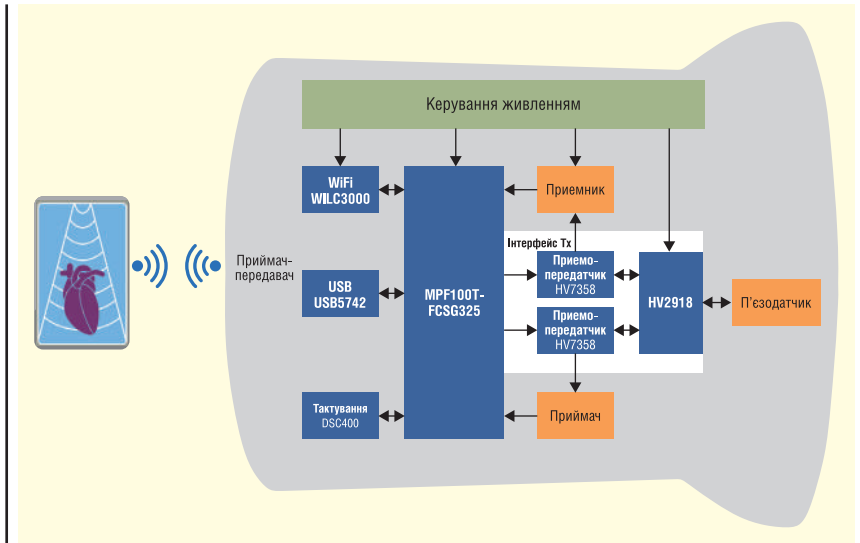 Керування живленням
WiFi
WILC3000
Приемник
Приймач-
передавач
Інтерфейс Tx
USB
USB5742
MPF100T-
FCSG325
Приемо-
передатчик
HV7358
HV2918
П'єзодатчик
Приемо-
передатчик
HV7358
Тактування
DSC400
Приймач